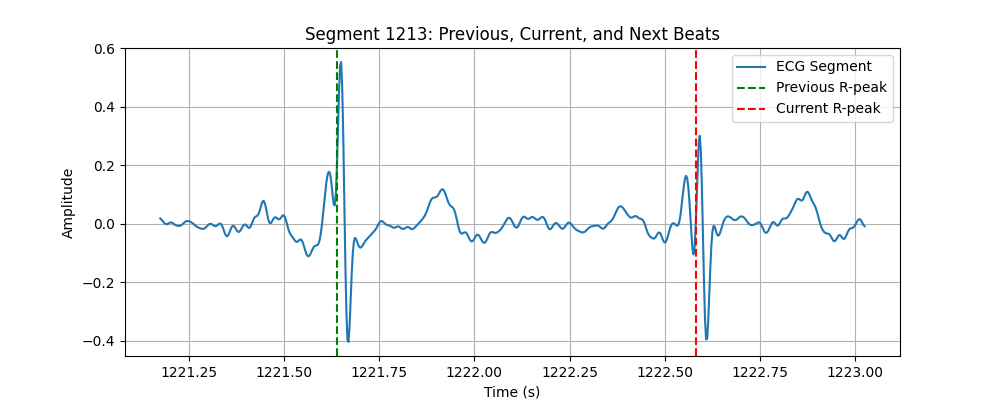 Segment 1213: Previous, Current, and Next Beats
ECG Segment
Previous R-peak
Current R-peak
Amplitude
0.6
0.4
0.2
0.0
−0.2
−0.4
1221.25 1221.50 1221.75 1222.00 1222.25 1222.50 1222.75 1223.00
Time (s)